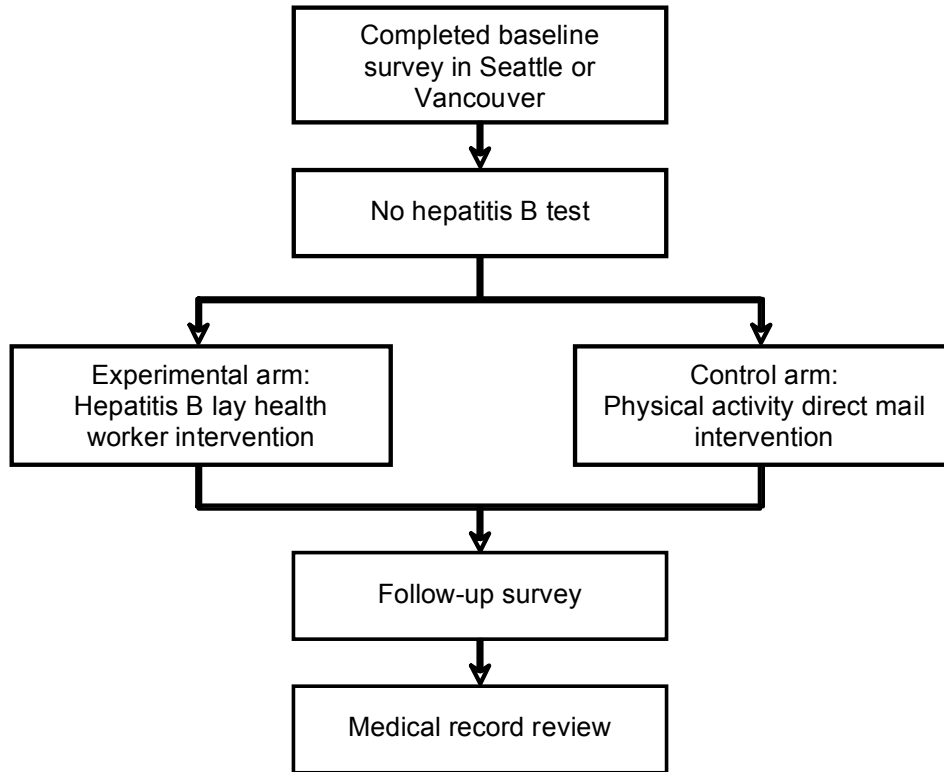 Completed baseline
survey in Seattle or
Vancouver
No hepatitis B test
Experimental arm:
Hepatitis B lay health
worker intervention
Control arm:
Physical activity direct mail
intervention
Follow-up survey
Medical record review